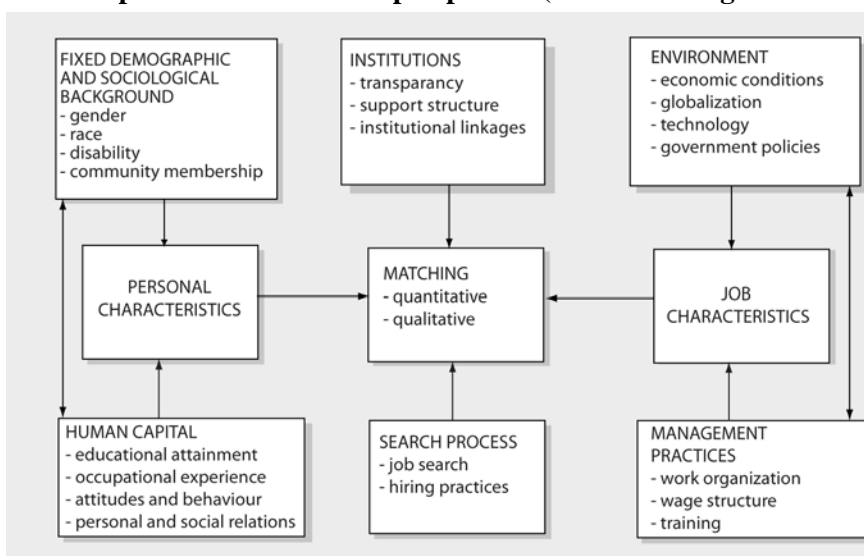 FIXED DEMOGRAPHIC
AND SOCIOLOGICAL
BACKGROUND
- gender
- race
- disability
- community membership
INSTITUTIONS
- transparancy
- support structure
- institutional linkages
ENVIRONMENT
- economic conditions
- globalization
- technology
- government policies
PERSONAL
CHARACTERISTICS
MATCHING
- quantitative
- qualitative
JOB
CHARACTERISTICS
HUMAN CAPITAL
- educational attainment
- occupational experience
- attitudes and behaviour
- personal and social relations
SEARCH PROCESS
- job search
- hiring practices
MANAGEMENT
PRACTICES
- work organization
- wage structure
- training